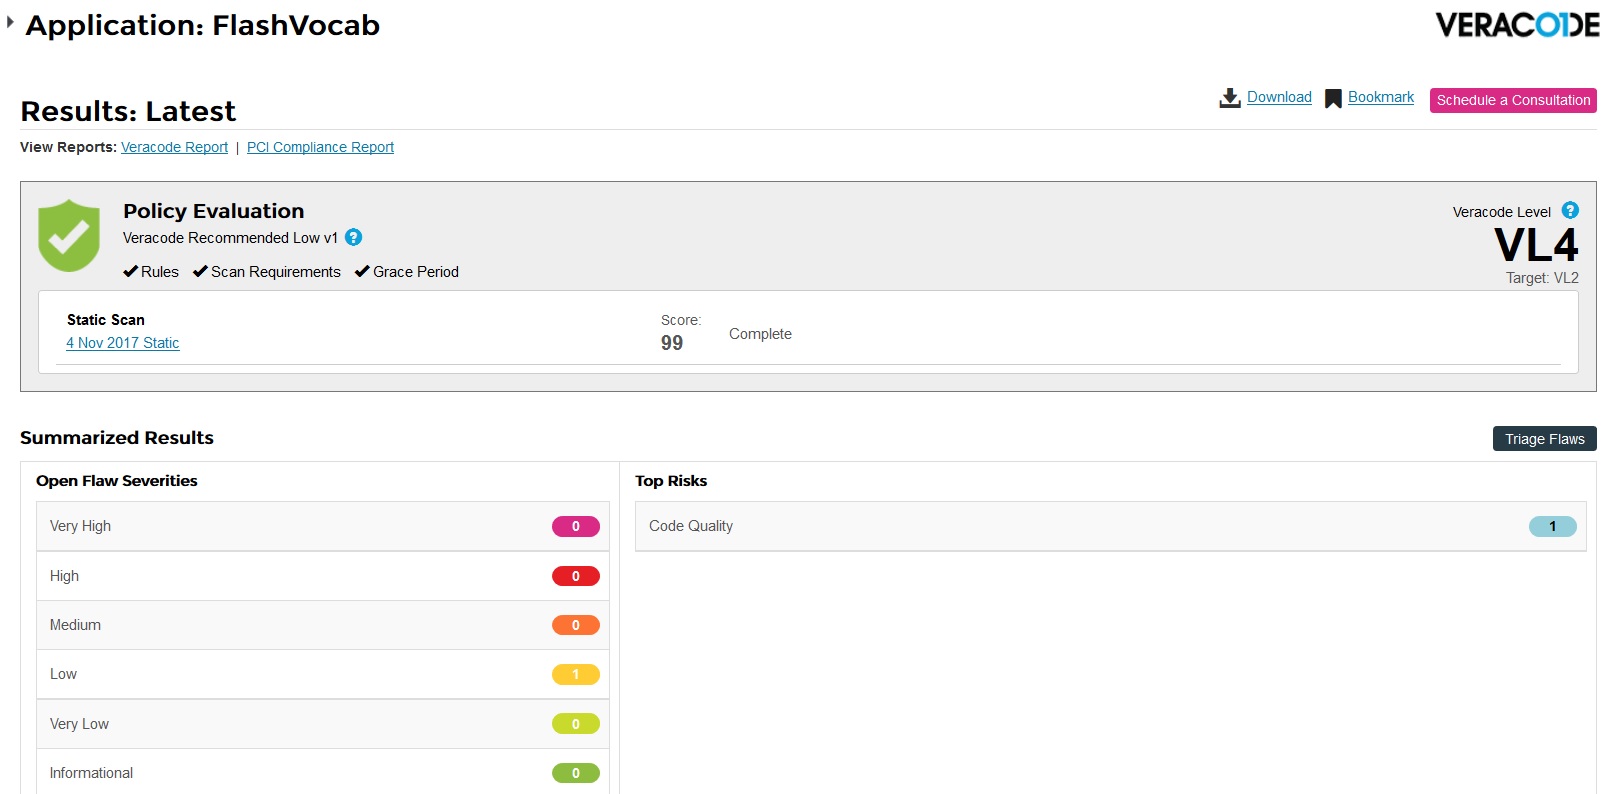 Application: FlashVocab
VERACODE
Results: Latest
Download Bookmark Schedule a Consultation
View Reports: Veracode Report | PCI Compliance Report
Policy Evaluation
Veracode Recommended Low v1 ?
Rules Scan Requirements Grace Period
Veracode Level ?
VL4
Target: VL2
Static Scan
4 Nov 2017 Static
Score:
99
Complete
Summarized Results
Triage Flaws
Open Flaw Severities
Very High 0
High 0
Medium 0
Low 1
Very Low 0
Informational 0
Top Risks
Code Quality 1